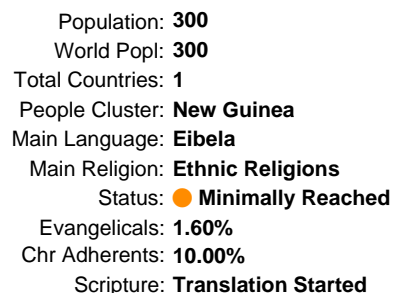 Population: 300
World Popl: 300
Total Countries: 1
People Cluster: New Guinea
Main Language: Eibela
Main Religion: Ethnic Religions
Status: Minimally Reached
Evangelicals: 1.60%
Chr Adherents: 10.00%
Scripture: Translation Started